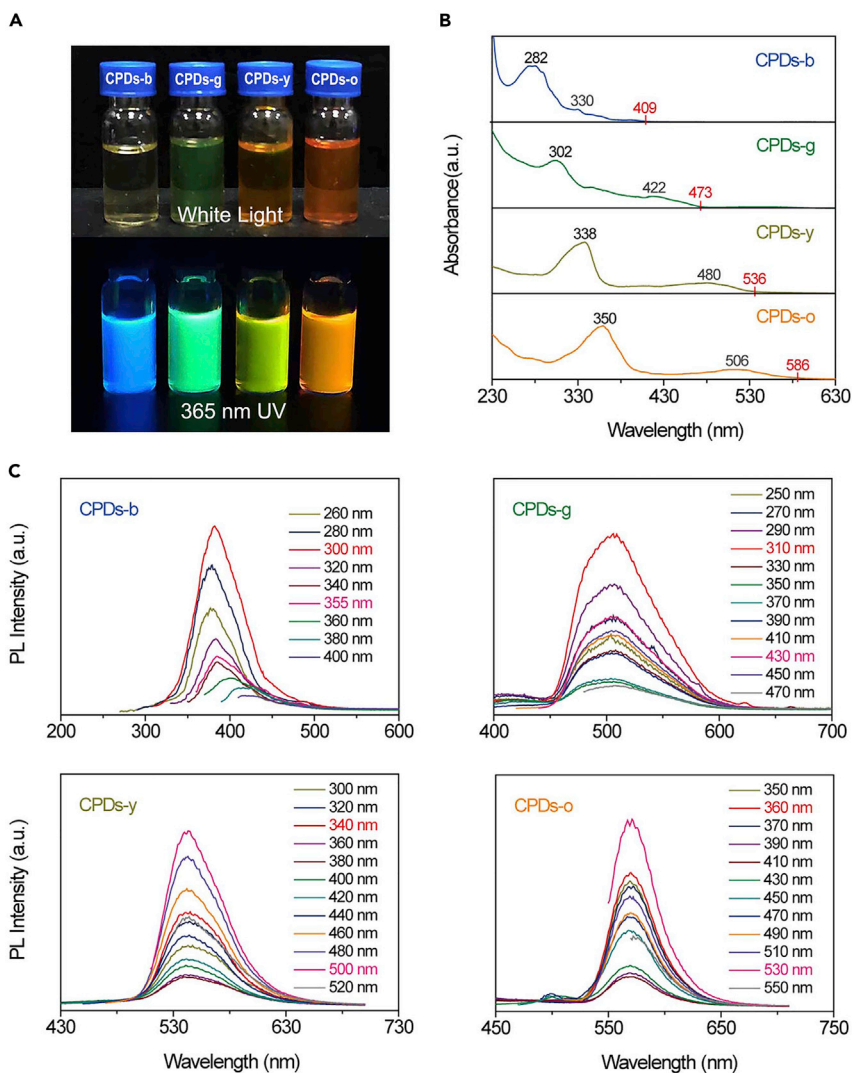 A
CPDs-b CPDs-g CPDs-y CPDs-o
White Light
365 nm UV
B
Absorbance (a.u.)
CPDs-b
282
330
409
CPDs-g
302
422
473
CPDs-y
338
480
536
CPDs-o
350
506
586
230 330 430 530 630
Wavelength (nm)
C
PL Intensity (a.u.)
CPDs-b
260 nm
280 nm
300 nm
320 nm
340 nm
355 nm
360 nm
380 nm
400 nm
200 300 400 500 600
CPDs-g
250 nm
270 nm
290 nm
310 nm
330 nm
350 nm
370 nm
390 nm
410 nm
430 nm
450 nm
470 nm
400 500 600 700
PL Intensity (a.u.)
CPDs-y
300 nm
320 nm
340 nm
360 nm
380 nm
400 nm
420 nm
440 nm
460 nm
480 nm
500 nm
520 nm
430 530 630 730
Wavelength (nm)
CPDs-o
350 nm
360 nm
370 nm
390 nm
410 nm
430 nm
450 nm
470 nm
490 nm
510 nm
530 nm
550 nm
450 550 650 750
Wavelength (nm)